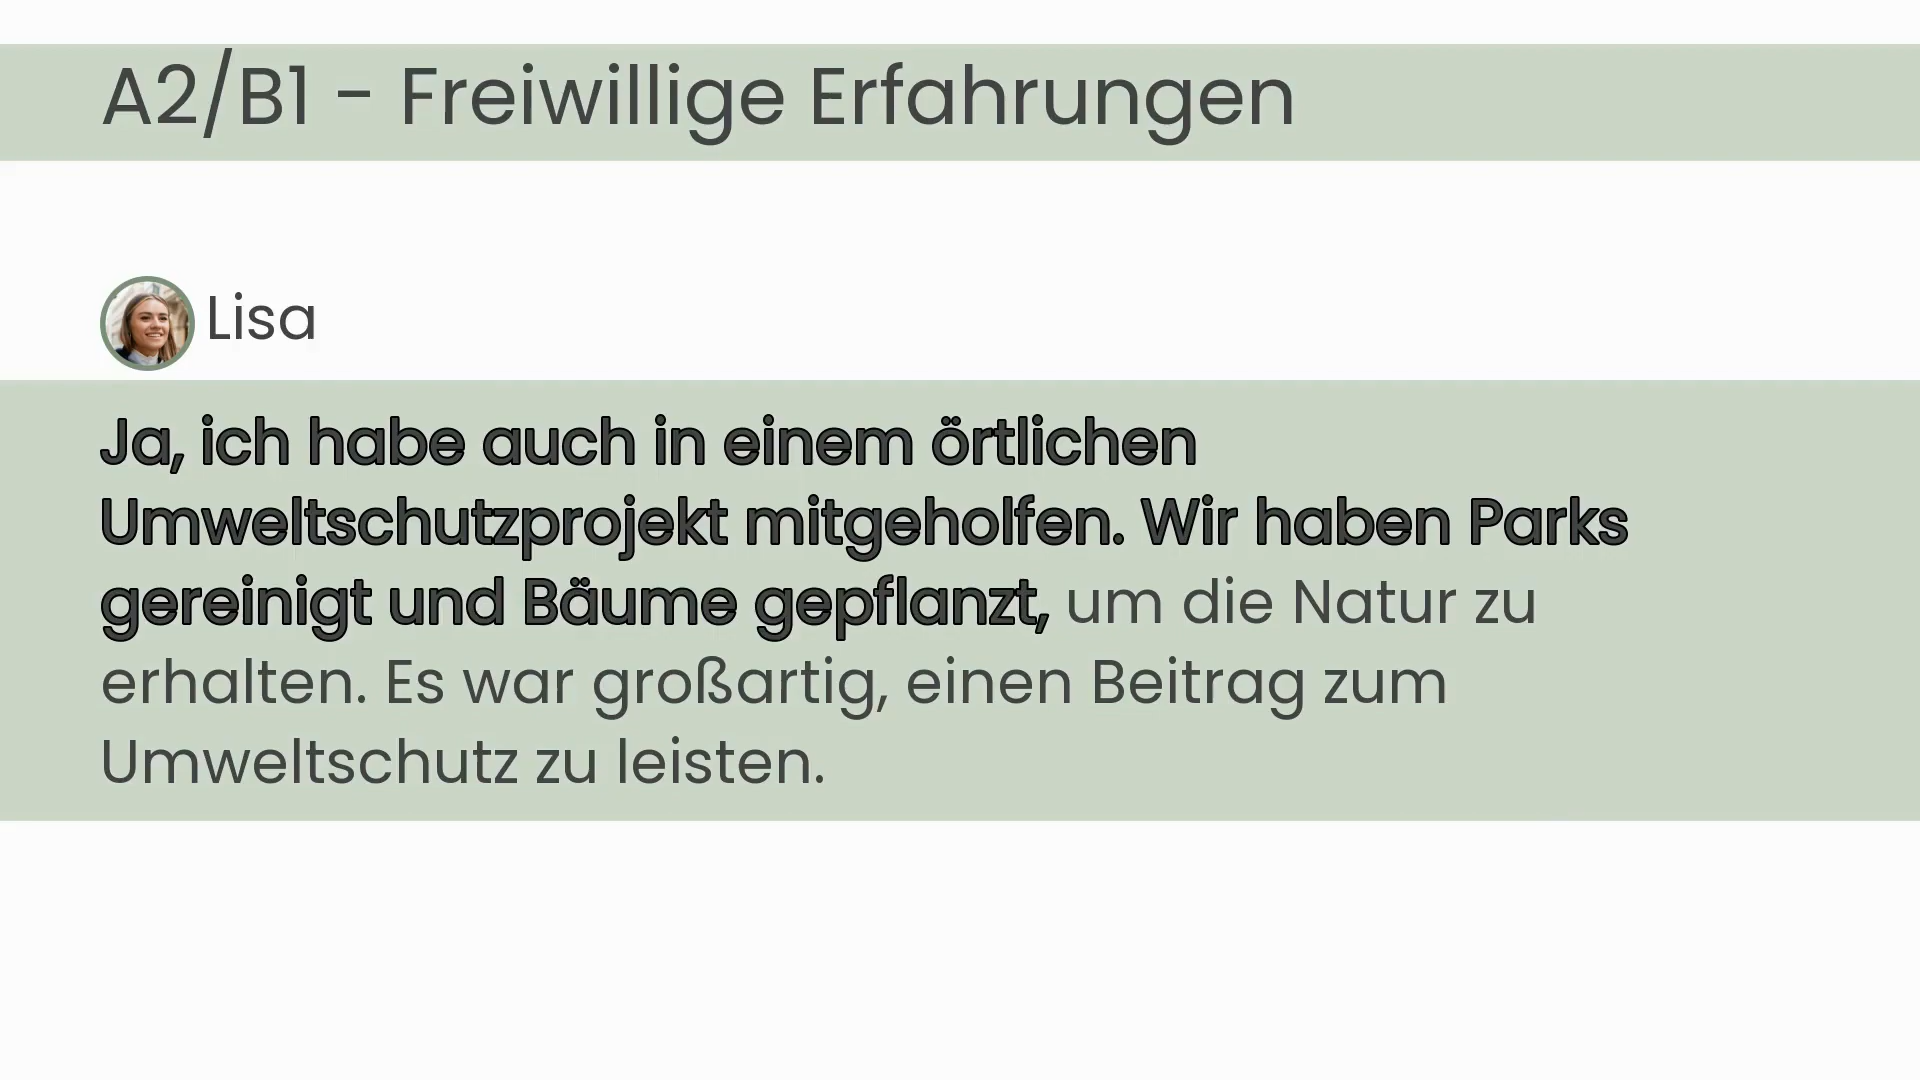 A2/B1 - Freiwillige Erfahrungen
Lisa
Ja, ich habe auch in einem örtlichen
Umweltschutzprojekt mitgeholfen. Wir haben Parks
gereinigt und Bäume gepflanzt, um die Natur zu
erhalten. Es war großartig, einen Beitrag zum
Umweltschutz zu leisten.